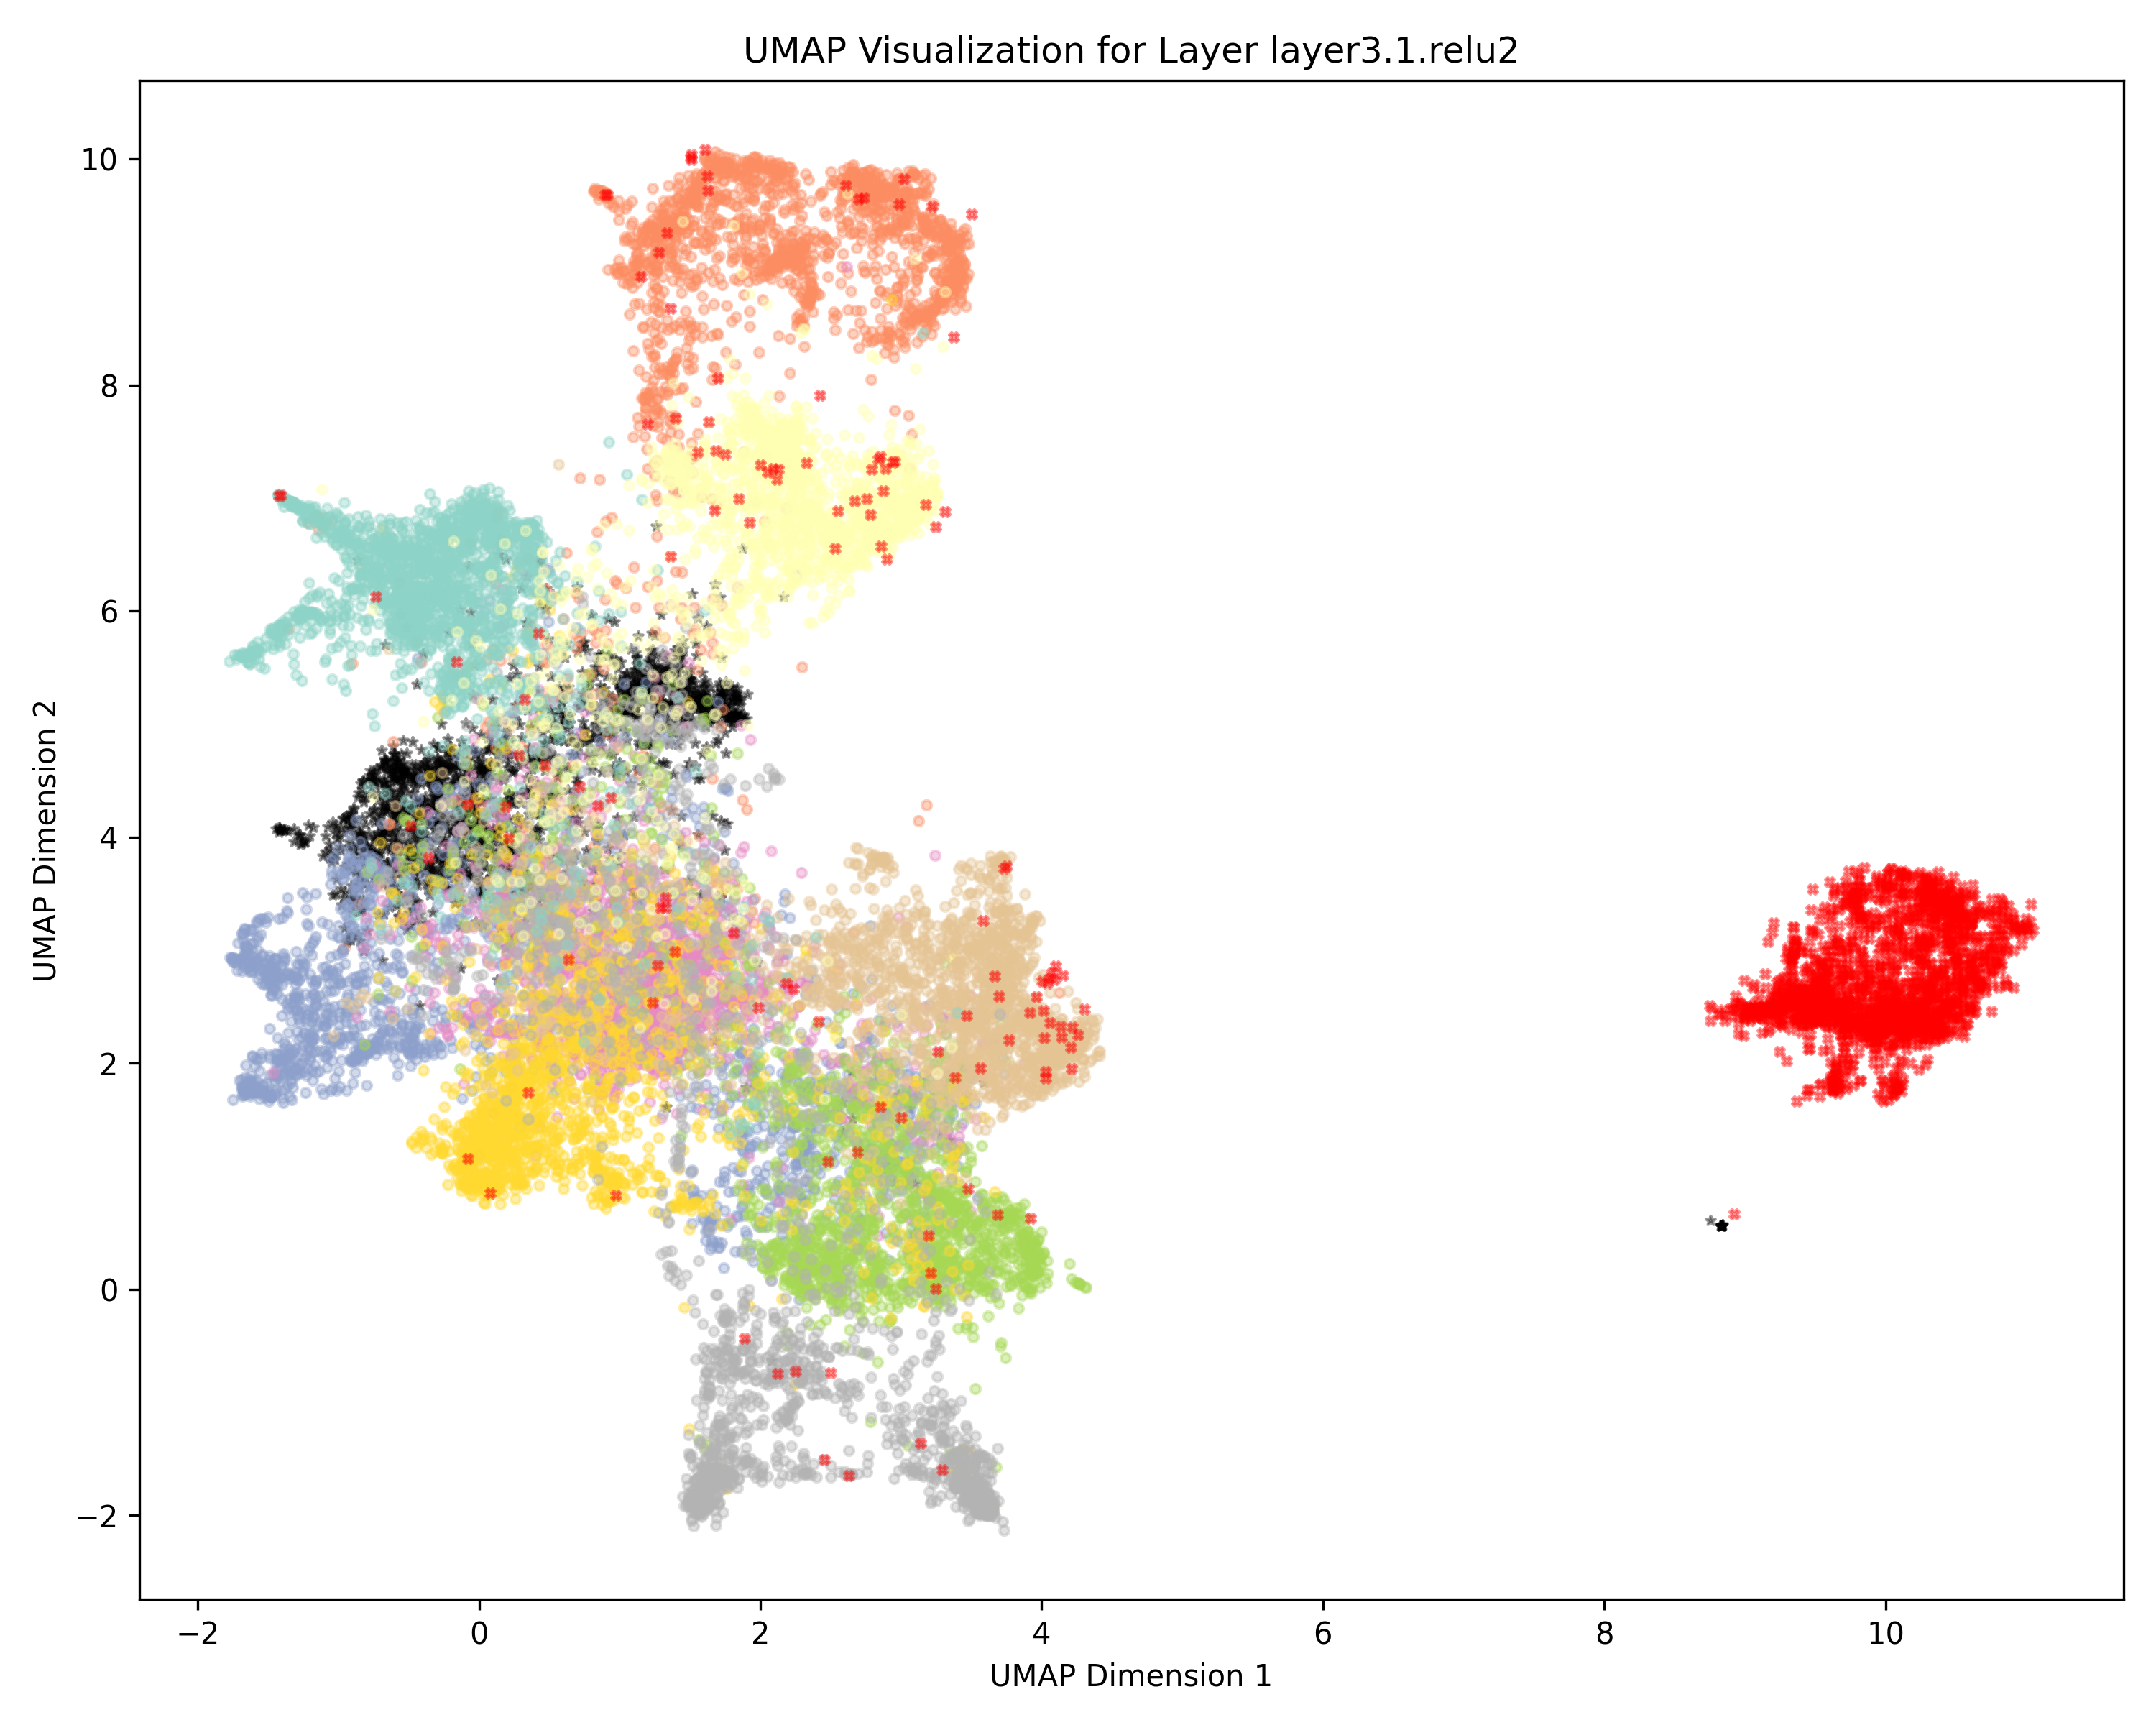 UMAP Visualization for Layer layer3.1.relu2
UMAP Dimension 2
10
8
6
4
2
0
−2
−2 0 2 4 6 8 10
UMAP Dimension 1